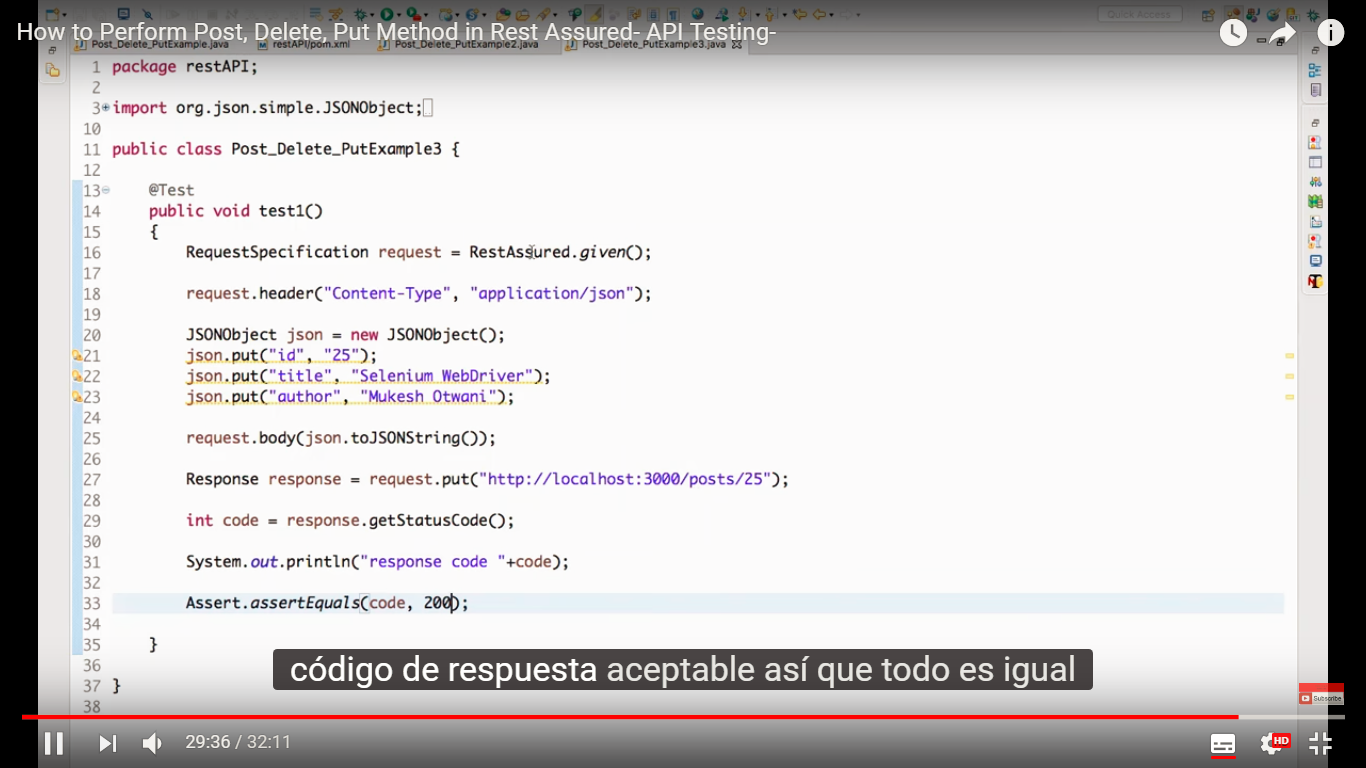 How to Perform Post, Delete, Put Method in Rest Assured- API Testing-
Quick Access
Post_Delete_PutExample.java
restAPI/pom.xml
Post_Delete_PutExample2.java
Post_Delete_PutExample3.java
1 package restAPI;
2
3 import org.json.simple.JSONObject;
10
11 public class Post_Delete_PutExample3 {
12
13 @Test
14 public void test1()
15 {
16 RequestSpecification request = RestAssured.given();
17
18 request.header("Content-Type", "application/json");
19
20 JSONObject json = new JSONObject();
21 json.put("id", "25");
22 json.put("title", "Selenium WebDriver");
23 json.put("author", "Mukesh Otwani");
24
25 request.body(json.toJSONString());
26
27 Response response = request.put("http://localhost:3000/posts/25");
28
29 int code = response.getStatusCode();
30
31 System.out.println("response code "+code);
32
33 Assert.assertEquals(code, 200);
34
35 }
36
37 }
38
código de respuesta aceptable así que todo es igual
Subscribe
29:36 / 32:11
HD